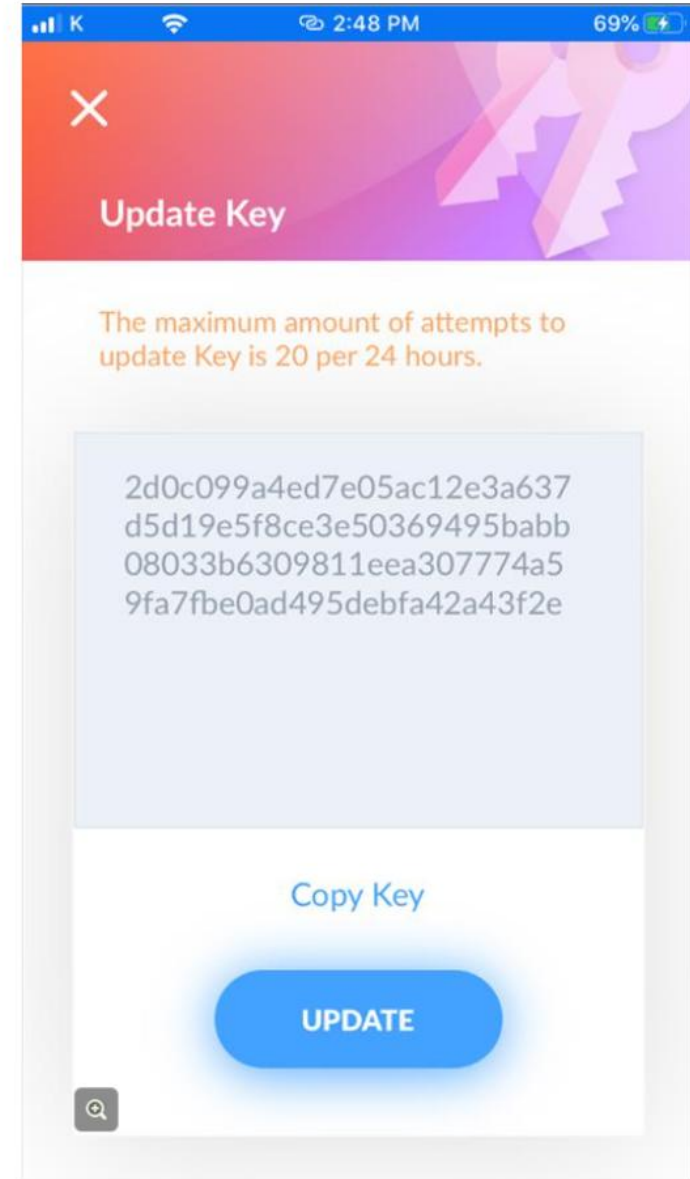 K 2:48 PM 69%
Update Key
The maximum amount of attempts to
update Key is 20 per 24 hours.
2d0c099a4ed7e05ac12e3a637
d5d19e5f8ce3e50369495babb
08033b6309811eea307774a5
9fa7fbe0ad495debfa42a43f2e
Copy Key
UPDATE